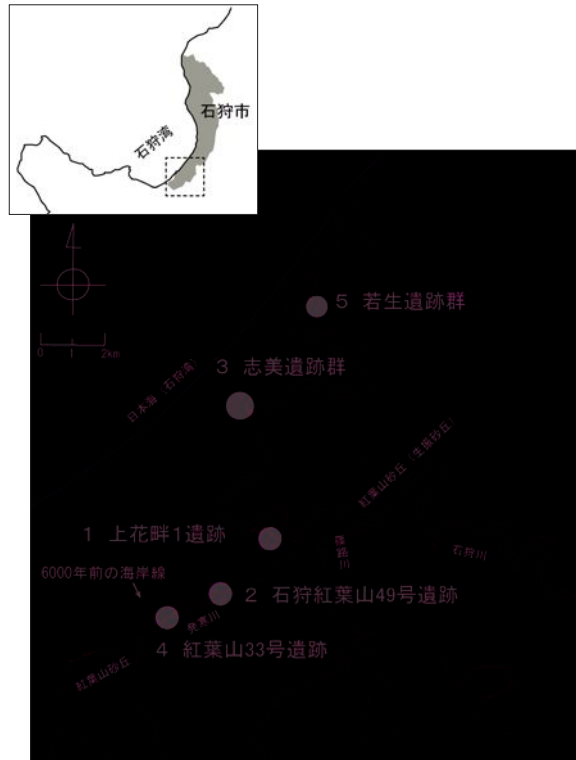 石狩市
石狩湾
5 若生遺跡群
0 1 2km
3 志美遺跡群
日本海(石狩湾)
紅葉山砂丘(生振砂丘)
1 上花畔1遺跡
石狩川
6000年前の海岸線
2 石狩紅葉山49号遺跡
発寒川
4 紅葉山33号遺跡
紅葉山砂丘